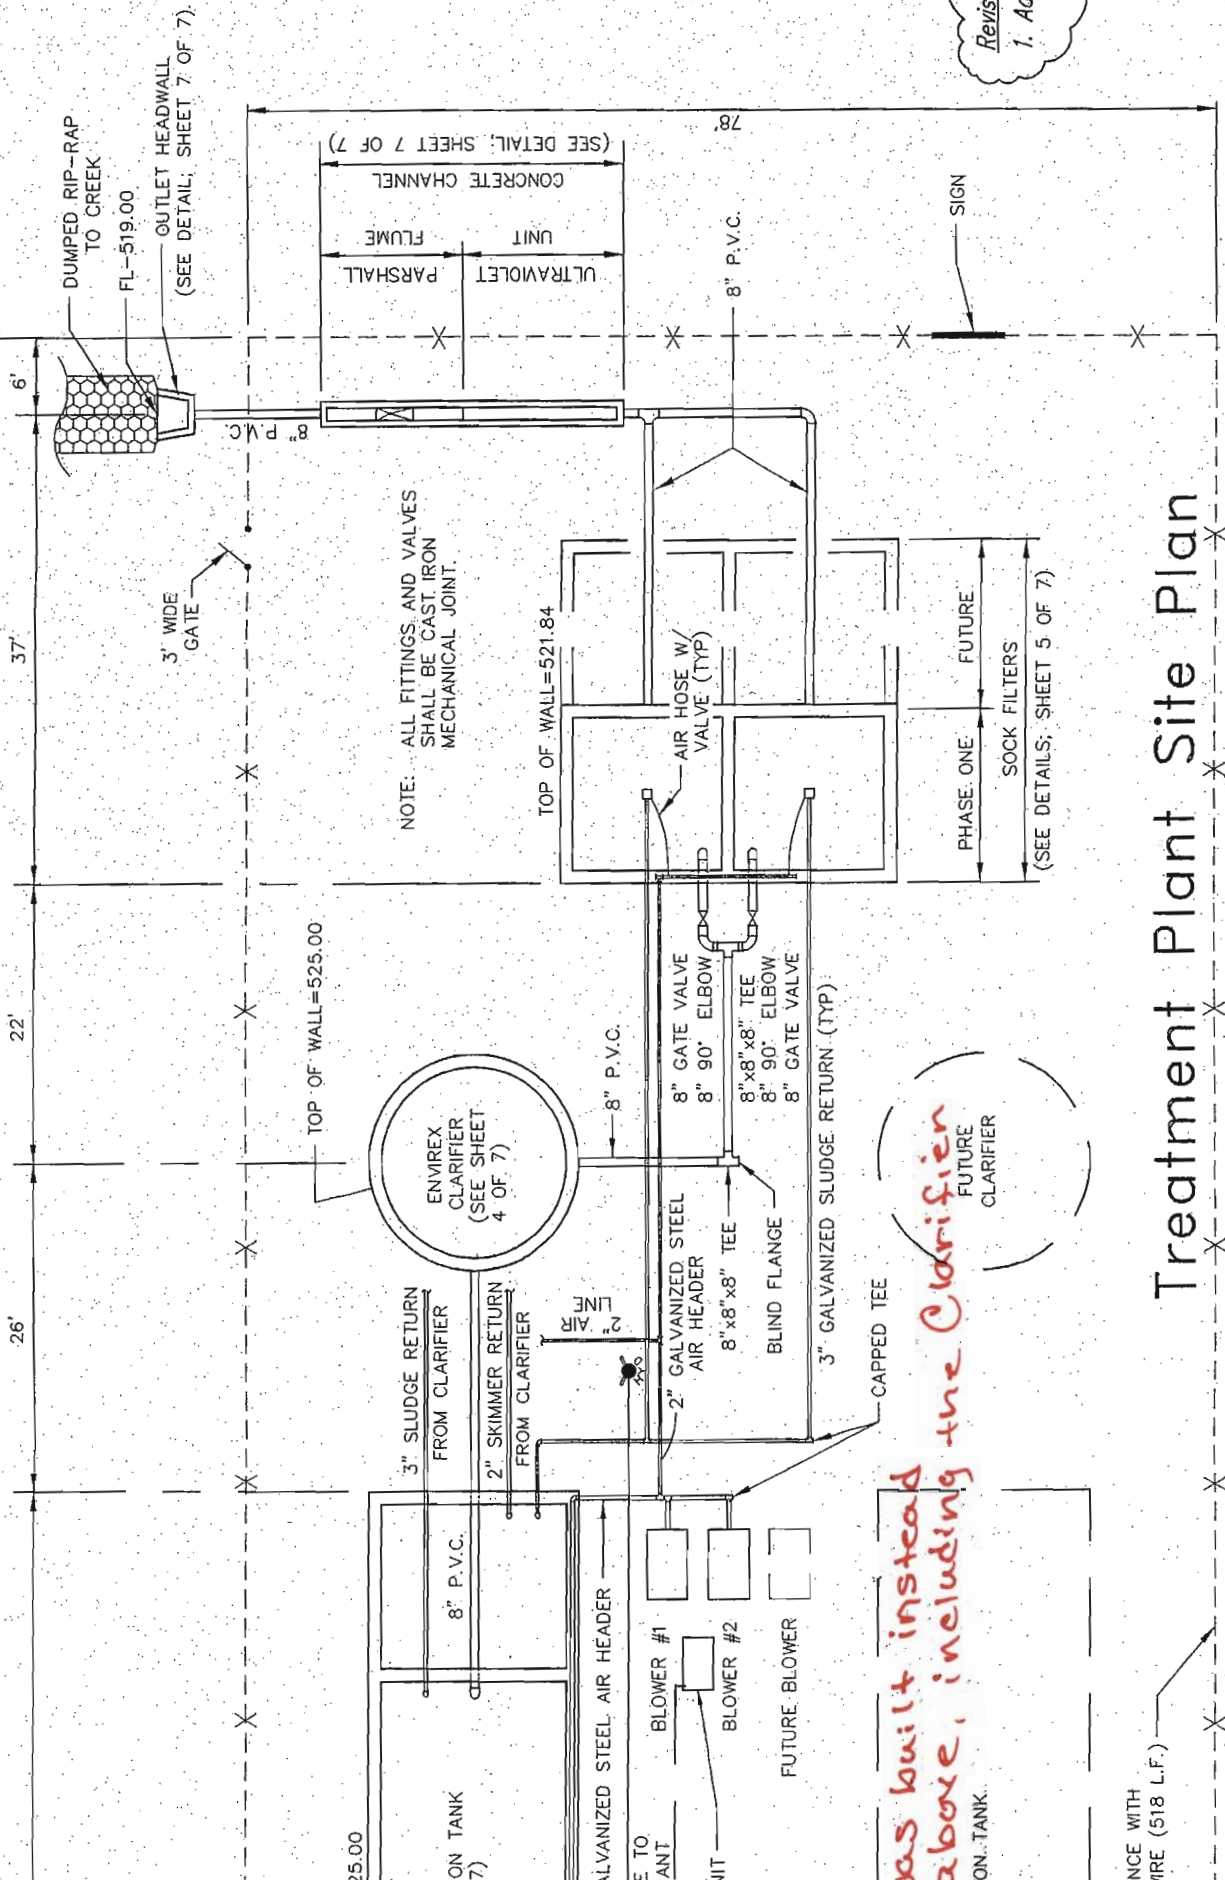 Revis
1. Ad
DUMPED RIP-RAP
TO CREEK
FL-519.00
OUTLET HEADWALL
(SEE DETAIL; SHEET 7 OF 7)
6'
37'
22'
26'
78'
(SEE DETAIL; SHEET 7 OF 7)
CONCRETE CHANNEL
PARSHALL
FLUME
ULTRAVIOLET
UNIT
SIGN
8" P.V.C.
8" P.V.C.
3' WIDE
GATE
NOTE: ALL FITTINGS AND VALVES
SHALL BE CAST IRON
MECHANICAL JOINT.
TOP OF WALL=521.84
AIR HOSE W/
VALVE (TYP)
PHASE ONE
FUTURE
SOCK FILTERS
(SEE DETAILS; SHEET 5 OF 7)
TOP OF WALL=525.00
ENVIREX
CLARIFIER
(SEE SHEET
4 OF 7)
8" P.V.C.
8" GATE VALVE
8" 90° ELBOW
8"x8"x8" TEE
8" 90° ELBOW
8" GATE VALVE
3" GALVANIZED SLUDGE RETURN (TYP)
2" GALVANIZED STEEL
AIR HEADER
8"x8"x8" TEE
BLIND FLANGE
CAPPED TEE
FUTURE
CLARIFIER
3" SLUDGE RETURN
FROM CLARIFIER
2" SKIMMER RETURN
FROM CLARIFIER
2" AIR
LINE
8" P.V.C.
ALVANIZED STEEL AIR HEADER
BLOWER #1
BLOWER #2
FUTURE BLOWER
25.00
ON TANK
7)
E TO
ANT
NIT
ON TANK
was built instead
above, including the Clarifier
NCE WITH
WIRE (518 L.F.)
Treatment Plant Site Plan